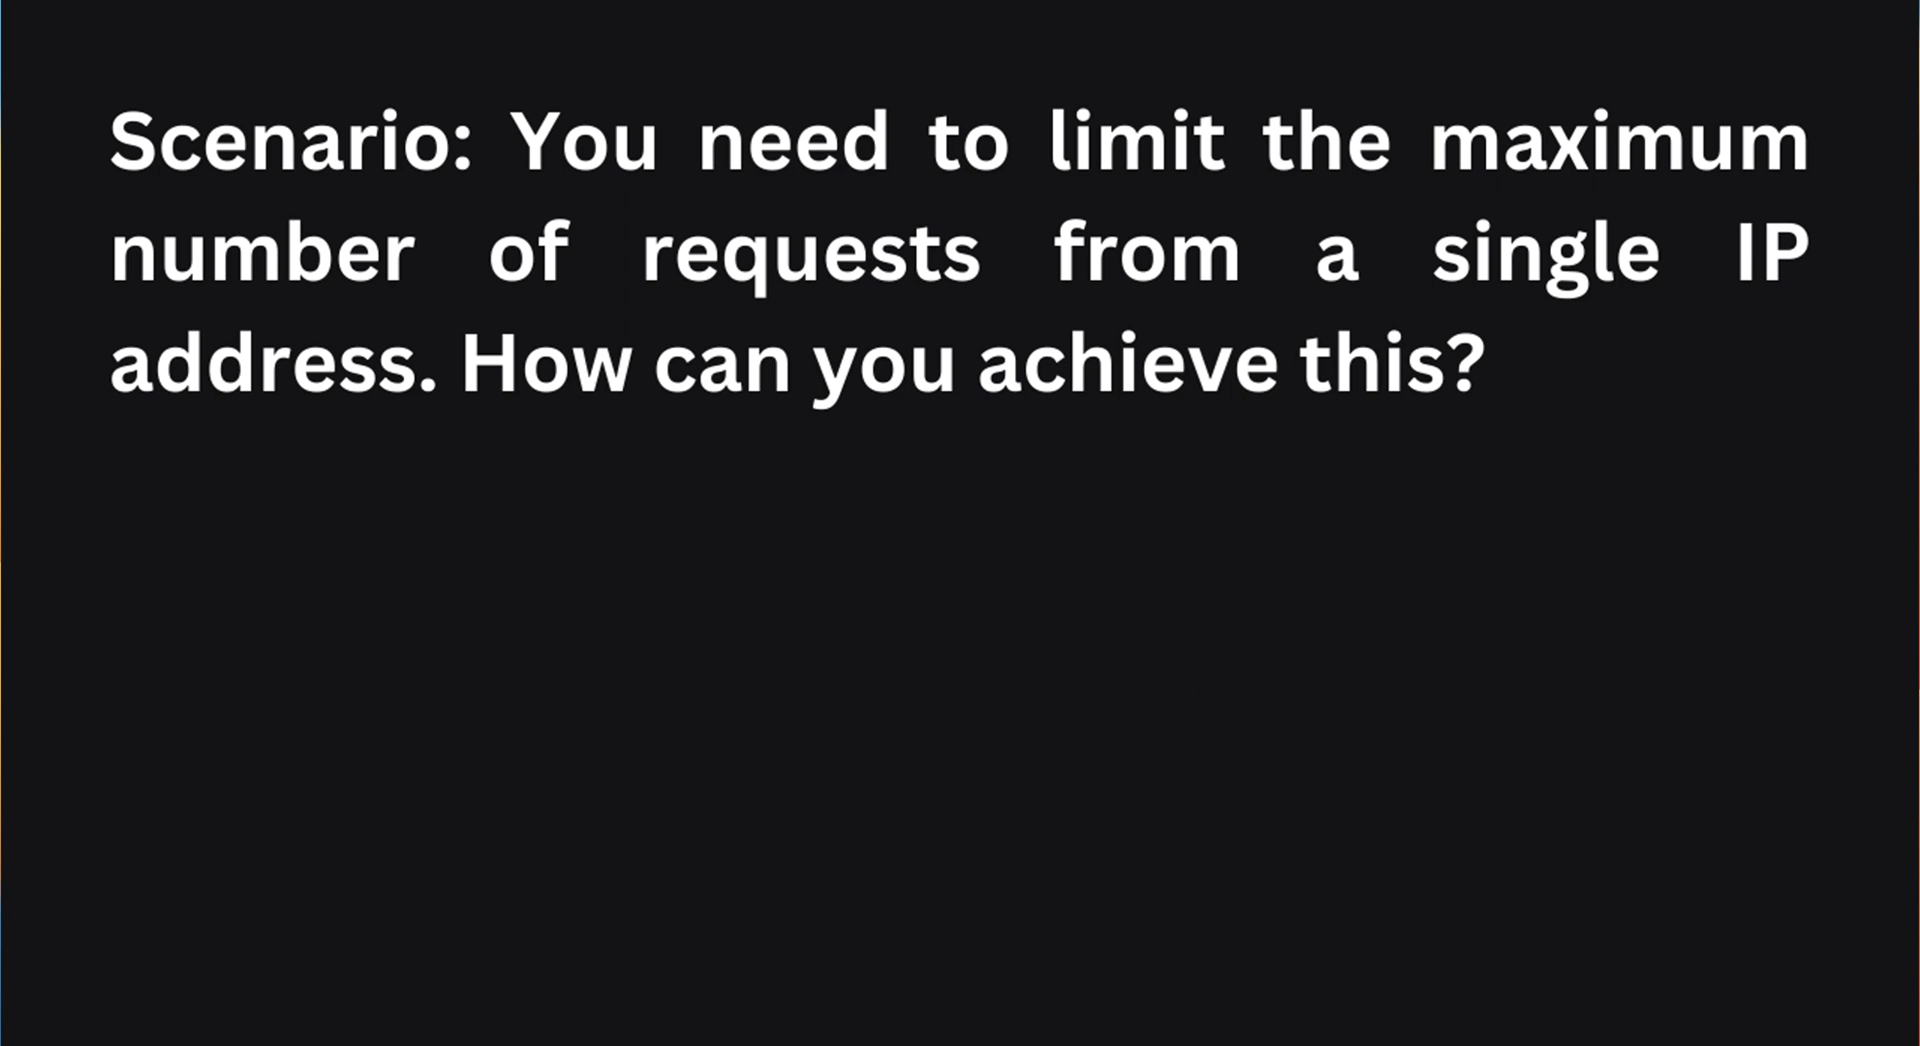 Scenario: You need to limit the maximum
number of requests from a single IP
address. How can you achieve this?